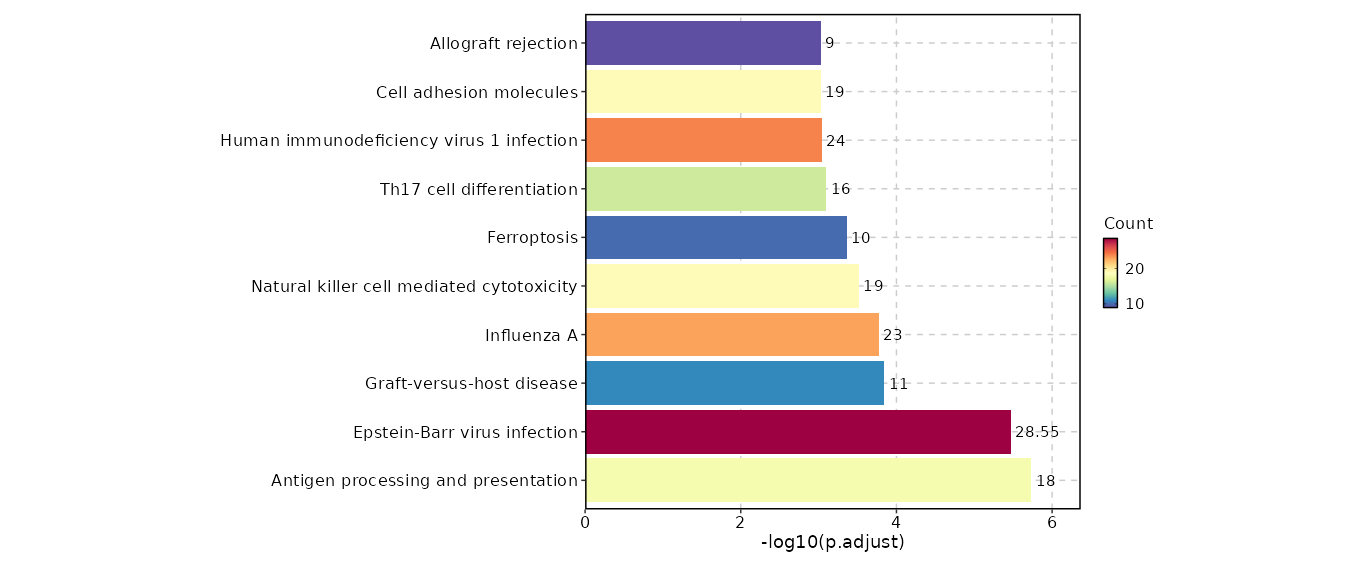 Allograft rejection 9
Cell adhesion molecules 19
Human immunodeficiency virus 1 infection 24
Th17 cell differentiation 16
Ferroptosis 10
Natural killer cell mediated cytotoxicity 19
Influenza A 23
Graft-versus-host disease 11
Epstein-Barr virus infection 28.55
Antigen processing and presentation 18
0 2 4 6
-log10(p.adjust)
Count
20
10